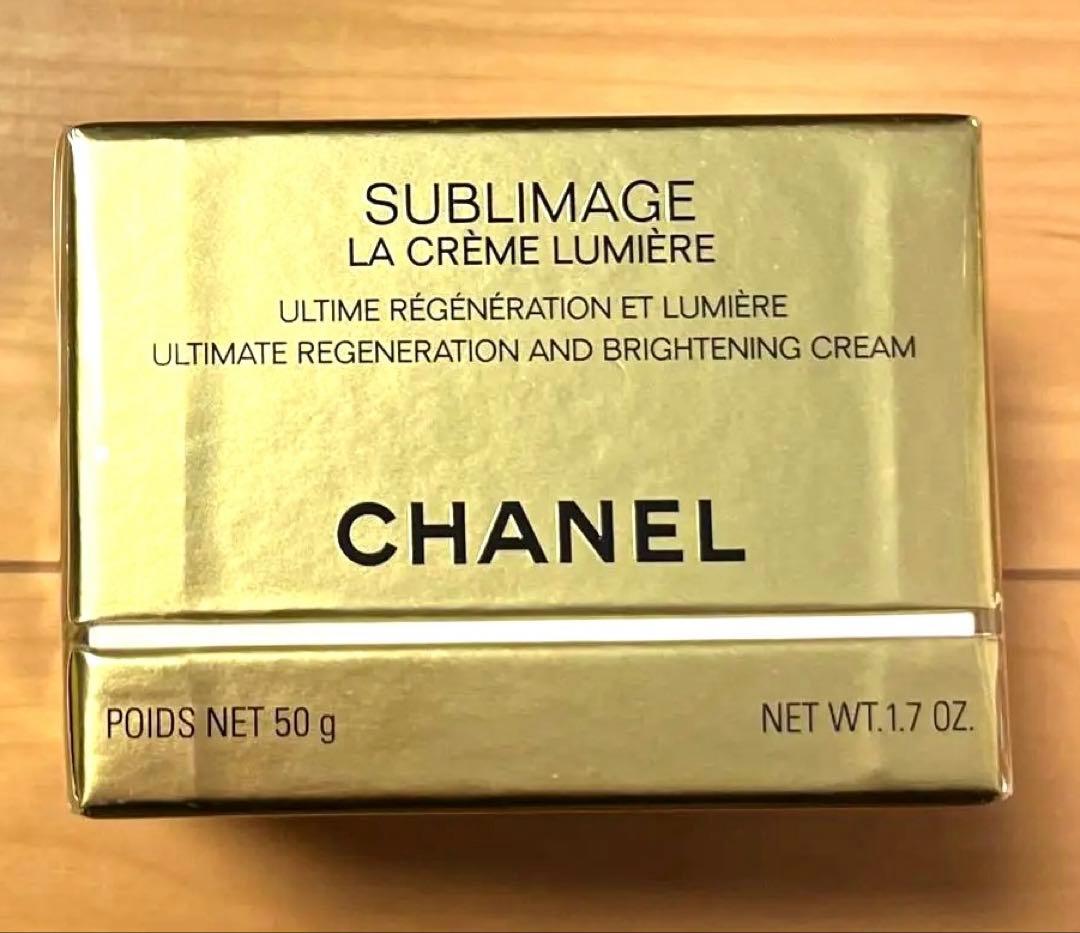 SUBLIMAGE
LA CRÈME LUMIÈRE
ULTIME RÉGÉNÉRATION ET LUMIÈRE
ULTIMATE REGENERATION AND BRIGHTENING CREAM
CHANEL
POIDS NET 50 g
NET WT.1.7 OZ.